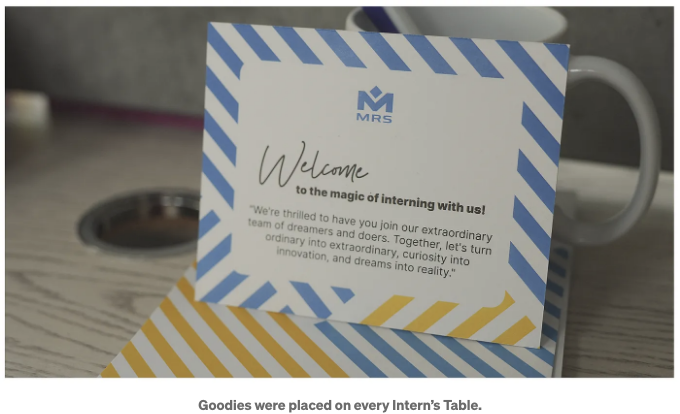 MRS
Welcome
to the magic of interning with us!
"We're thrilled to have you join our extraordinary
team of dreamers and doers. Together, let's turn
ordinary into extraordinary, curiosity into
innovation, and dreams into reality."
Goodies were placed on every Intern's Table.